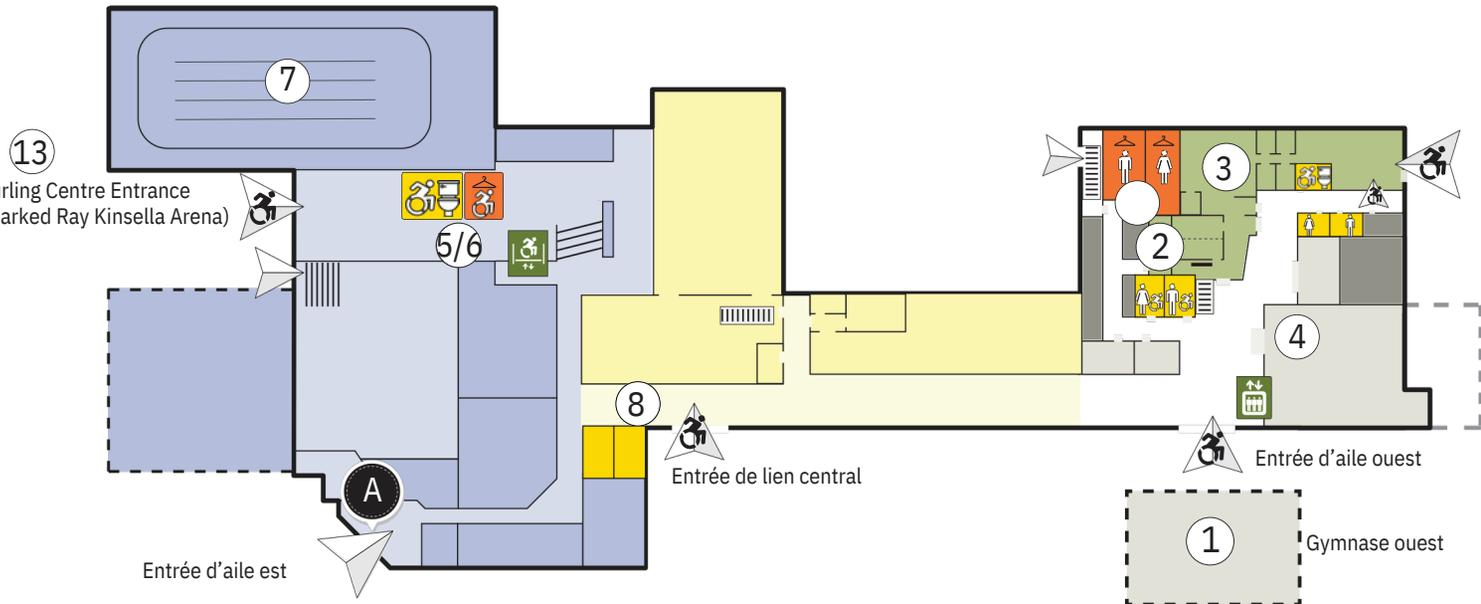 7
13
urling Centre Entrance
arked Ray Kinsella Arena)
5/6
3
2
4
8
A
Entrée de lien central
Entrée d'aile ouest
Entrée d'aile est
1
Gymnase ouest